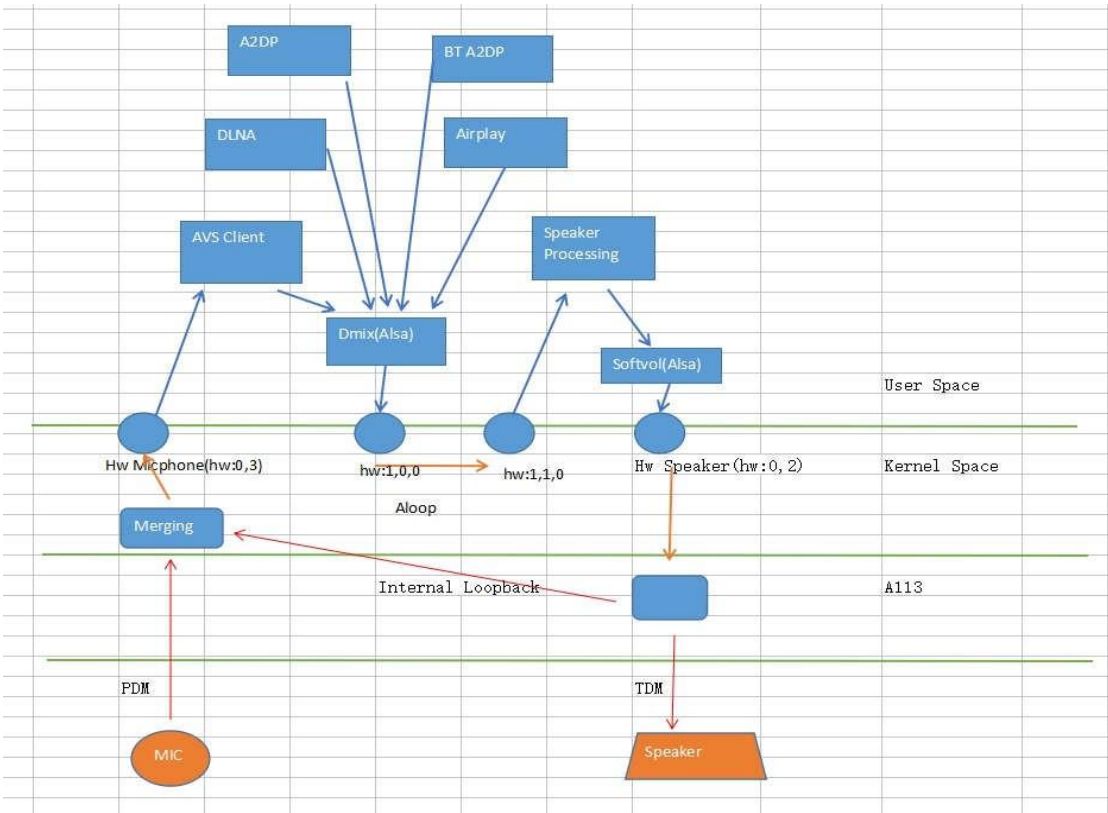 A2DP
BT A2DP
DLNA
Airplay
AVS Client
Speaker
Processing
Dmix(Alsa)
Softvol(Alsa)
User Space
Hw Micphone(hw:0,3)
hw:1,0,0
hw:1,1,0
Hw Speaker(hw:0,2)
Kernel Space
Aloop
Merging
Internal Loopback
A113
PDM
TDM
MIC
Speaker